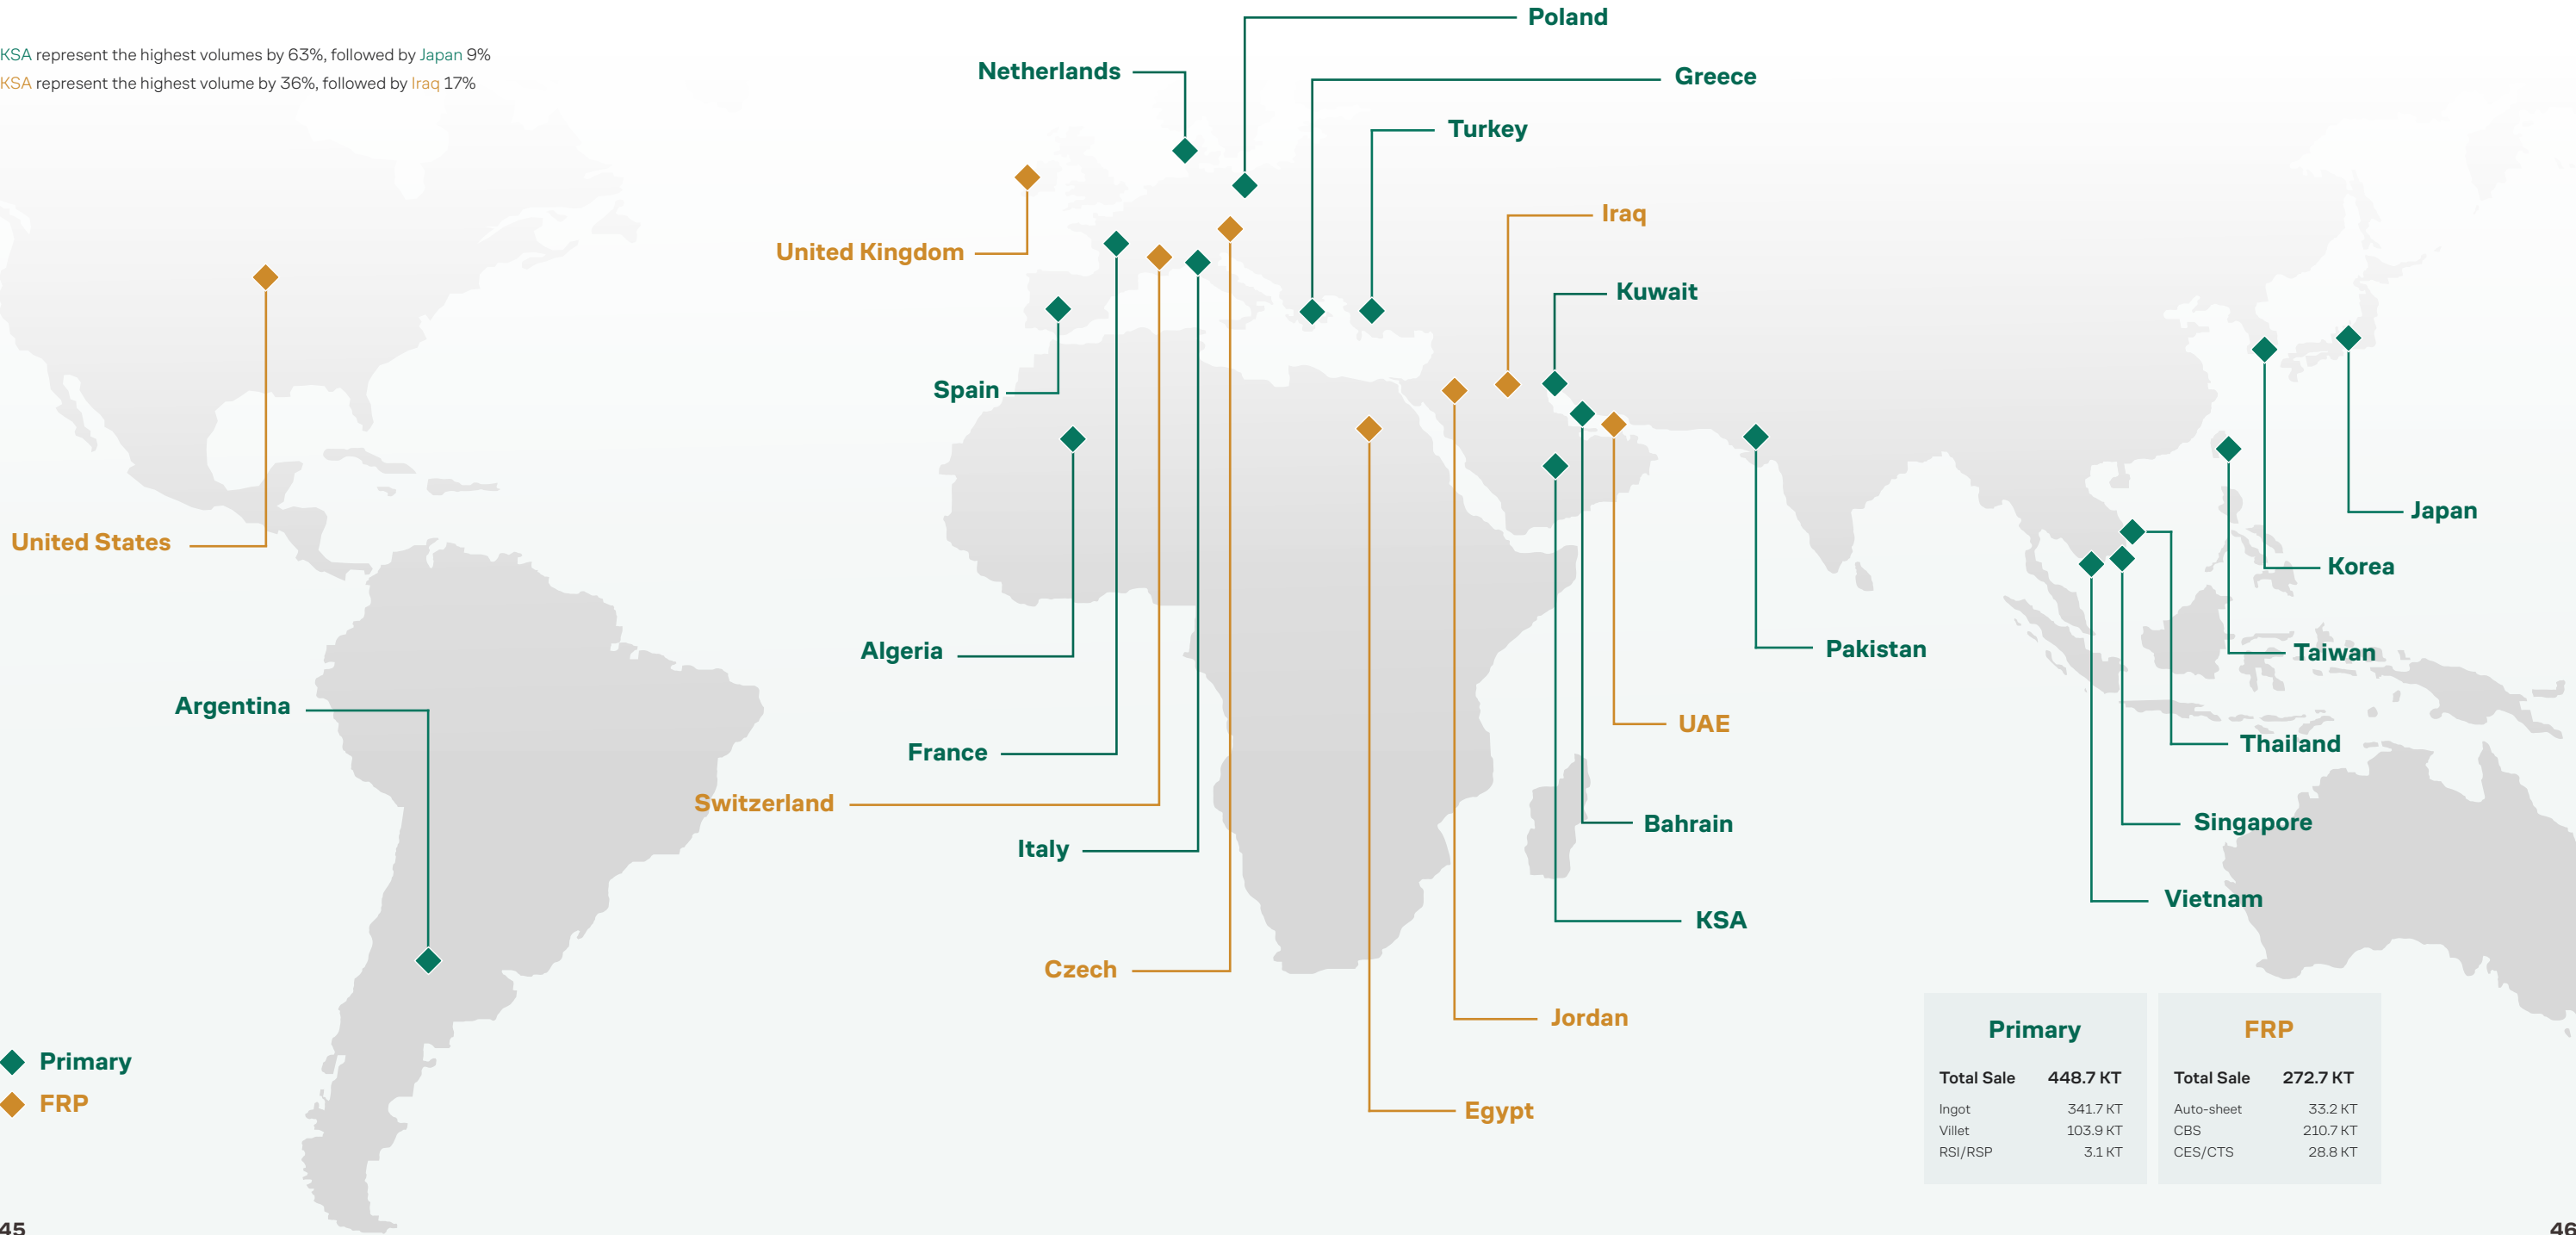 KSA represent the highest volumes by 63%, followed by Japan 9%
KSA represent the highest volume by 36%, followed by Iraq 17%
Poland
Netherlands
Greece
Turkey
Iraq
United Kingdom
Kuwait
Spain
Japan
United States
Korea
Algeria
Pakistan
Taiwan
Argentina
UAE
Thailand
France
Switzerland
Singapore
Bahrain
Italy
Vietnam
KSA
Czech
Jordan
Egypt
Primary
FRP
Primary
Total Sale 448.7 KT
Ingot 341.7 KT
Villet 103.9 KT
RSI/RSP 3.1 KT
FRP
Total Sale 272.7 KT
Auto-sheet 33.2 KT
CBS 210.7 KT
CES/CTS 28.8 KT
45
46